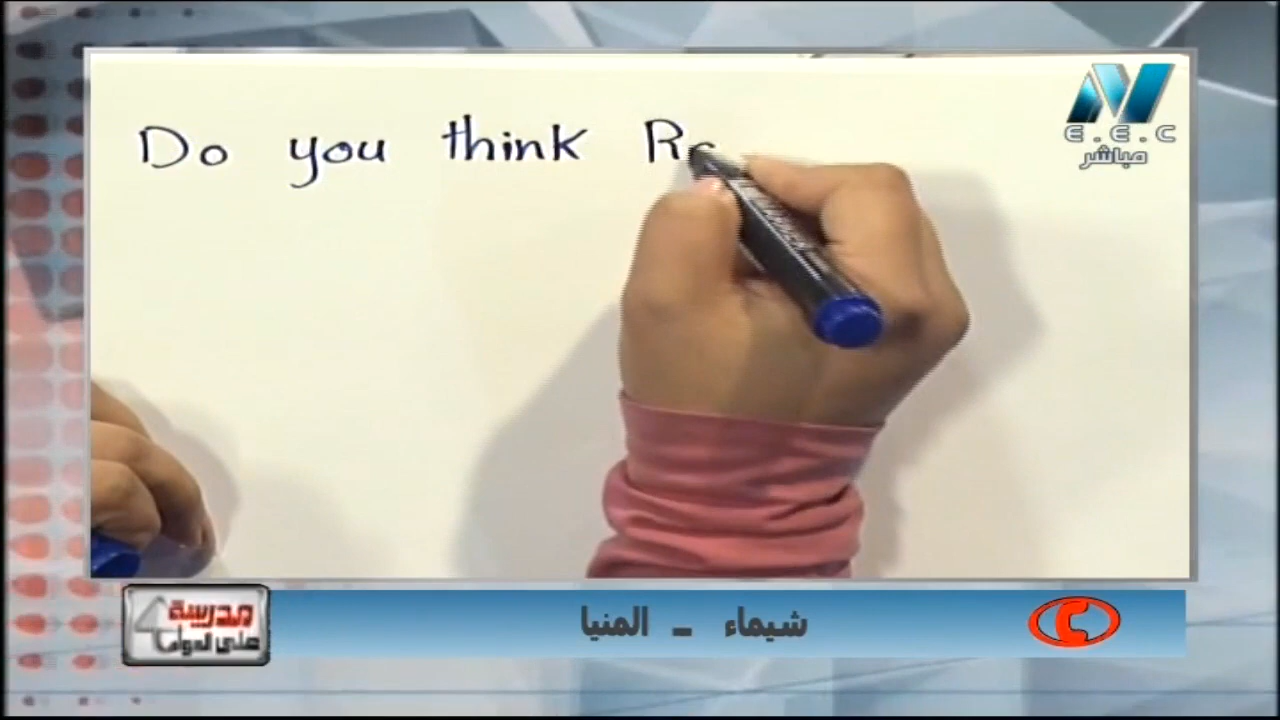 Do you think
E.E.C
مباشر
شيماء - المنيا
مدرسة
على الهواء